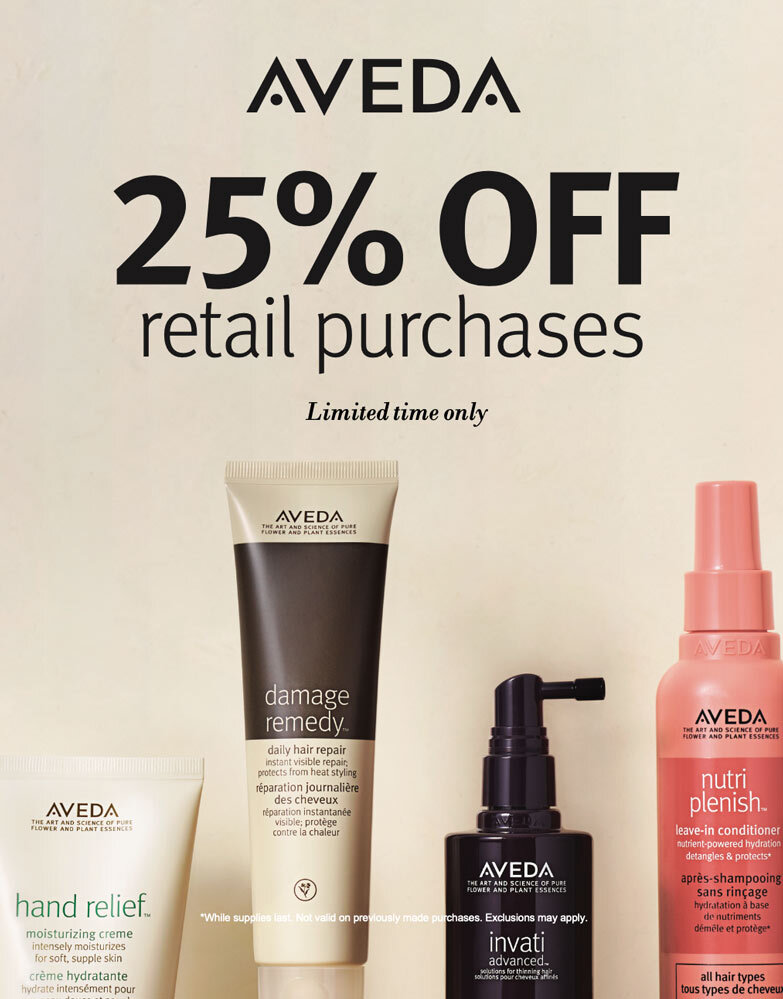 AVEDA
25% OFF
retail purchases
Limited time only
AVEDA
THE ART AND SCIENCE OF PURE
FLOWER AND PLANT ESSENCES
damage
remedy™
daily hair repair
instant visible repair;
protects from heat styling
réparation journalière
des cheveux
réparation instantanée
visible; protège
contre la chaleur
AVEDA
AVEDA
THE ART AND SCIENCE OF PURE
FLOWER AND PLANT ESSENCES
nutri
plenish™
leave-in conditioner
nutrient-powered hydration
detangles & protects*
après-shampooing
sans rinçage
hydratation à base
de nutriments
démêle et protège*
all hair types
tous types de cheveux
AVEDA
THE ART AND SCIENCE OF PURE
FLOWER AND PLANT ESSENCES
hand relief™
moisturizing creme
intensely moisturizes
for soft, supple skin
crème hydratante
hydrate intensément pour
AVEDA
THE ART AND SCIENCE OF PURE
FLOWER AND PLANT ESSENCES
invati
advanced™
solutions for thinning hair
solutions pour cheveux affinés
*While supplies last. Not valid on previously made purchases. Exclusions may apply.